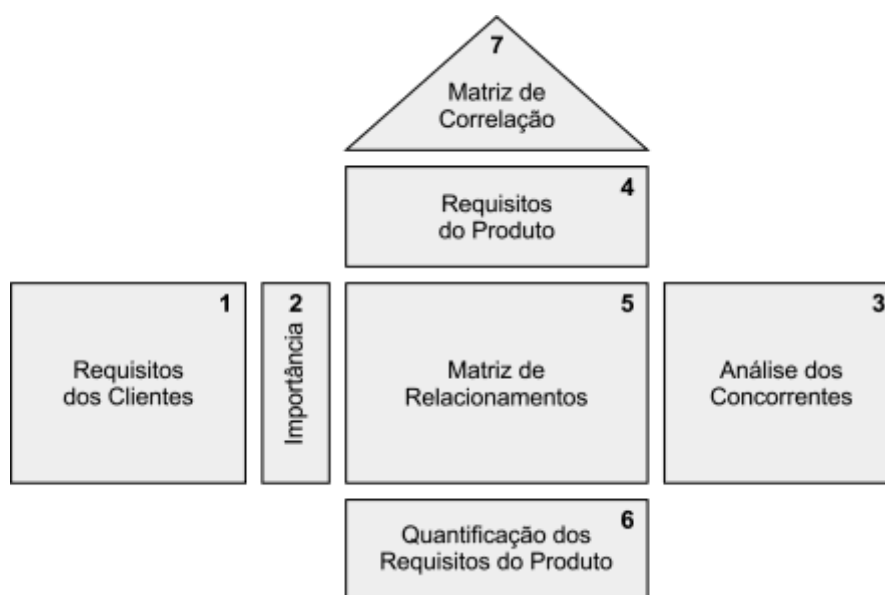 7
Matriz de
Correlação
4
Requisitos
do Produto
1
Requisitos
dos Clientes
2
Importância
5
Matriz de
Relacionamentos
3
Análise dos
Concorrentes
6
Quantificação dos
Requisitos do Produto